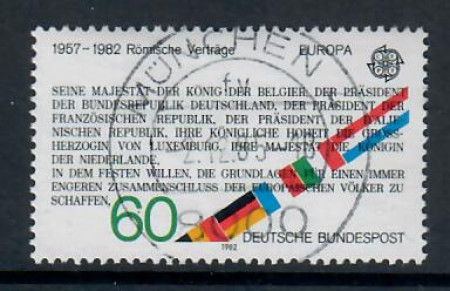 1957-1982 Römische Verträge EUROPA
MÜNCHEN
fv
SEINE MAJESTÄT DER KÖNIG DER BELGIER, DER PRÄSIDENT
DER BUNDESREPUBLIK DEUTSCHLAND, DER PRÄSIDENT DER
FRANZÖSISCHEN REPUBLIK, DER PRÄSIDENT DER ITALIE-
NISCHEN REPUBLIK, IHRE KÖNIGLICHE HOHEIT DIE GROSS-
HERZOGIN VON LUXEMBURG, IHRE MAJESTÄT DIE KÖNIGIN
DER NIEDERLANDE,
IN DEM FESTEN WILLEN, DIE GRUNDLAGEN FÜR EINEN IMMER
ENGEREN ZUSAMMENSCHLUSS DER EUROPÄISCHEN VÖLKER ZU
SCHAFFEN,
60
8000
1982
DEUTSCHE BUNDESPOST